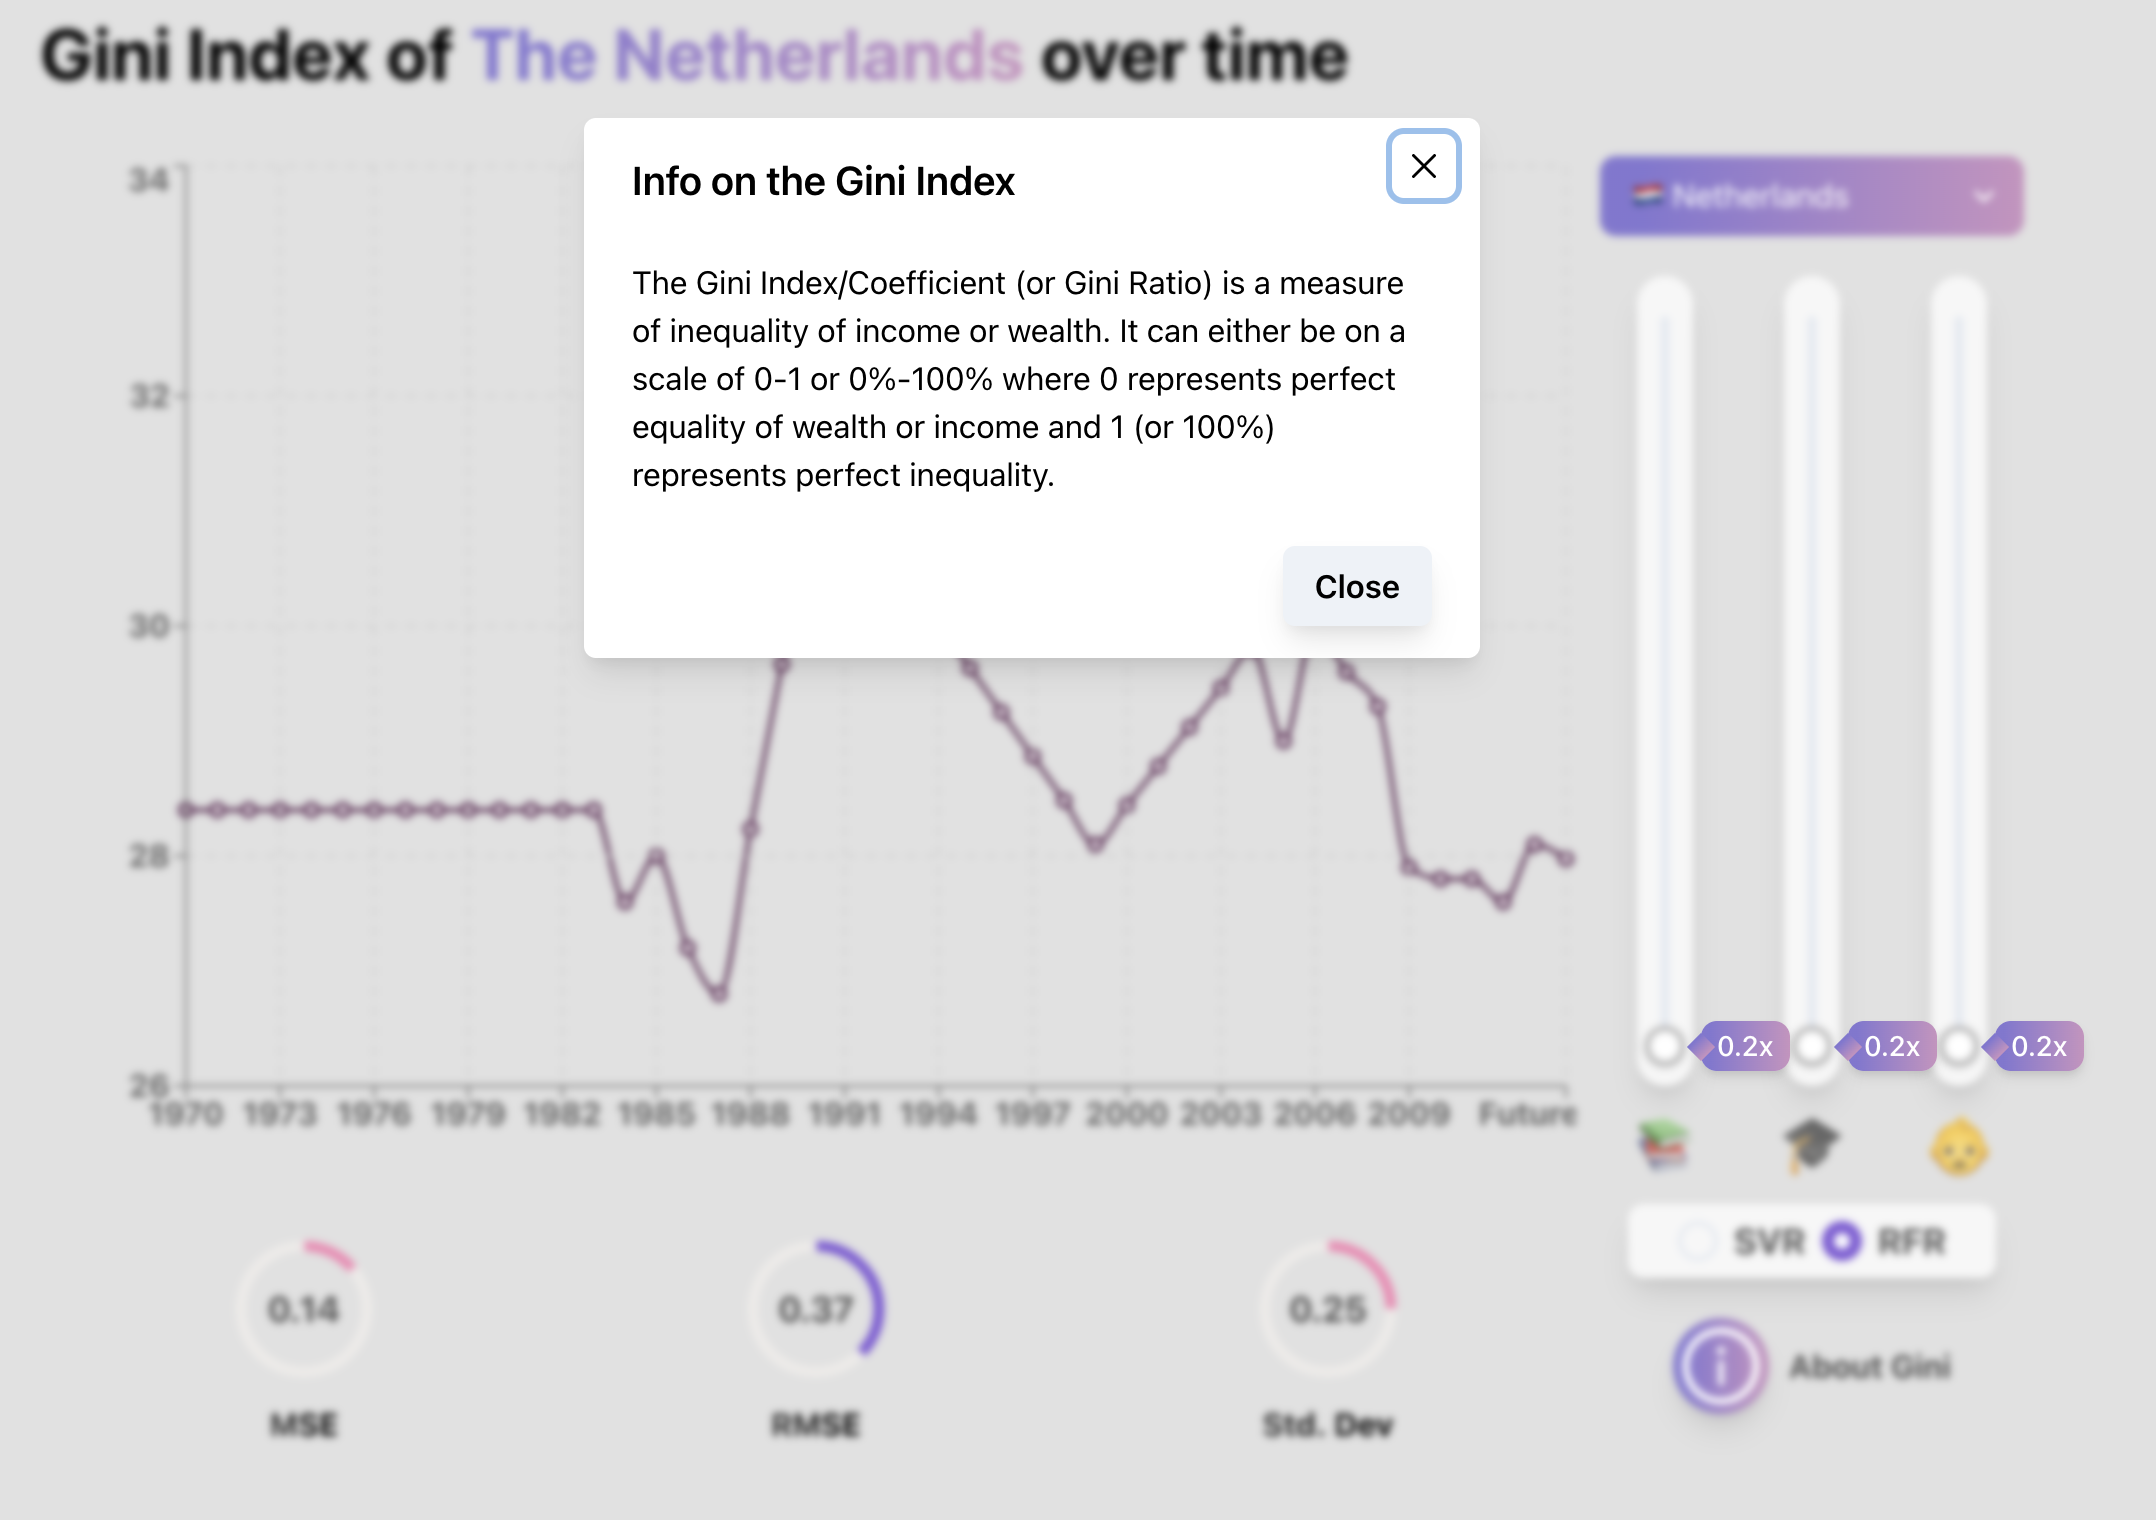 Gini Index of The Netherlands over time
Info on the Gini Index
The Gini Index/Coefficient (or Gini Ratio) is a measure
of inequality of income or wealth. It can either be on a
scale of 0-1 or 0%-100% where 0 represents perfect
equality of wealth or income and 1 (or 100%)
represents perfect inequality.
Close
Netherlands
34
32
30
28
26
1970 1973 1976 1979 1982 1985 1988 1991 1994 1997 2000 2003 2006 2009 Future
0.2x 0.2x 0.2x
SVR RFR
About Gini
0.14 0.37 0.25
MSE RMSE Std. Dev